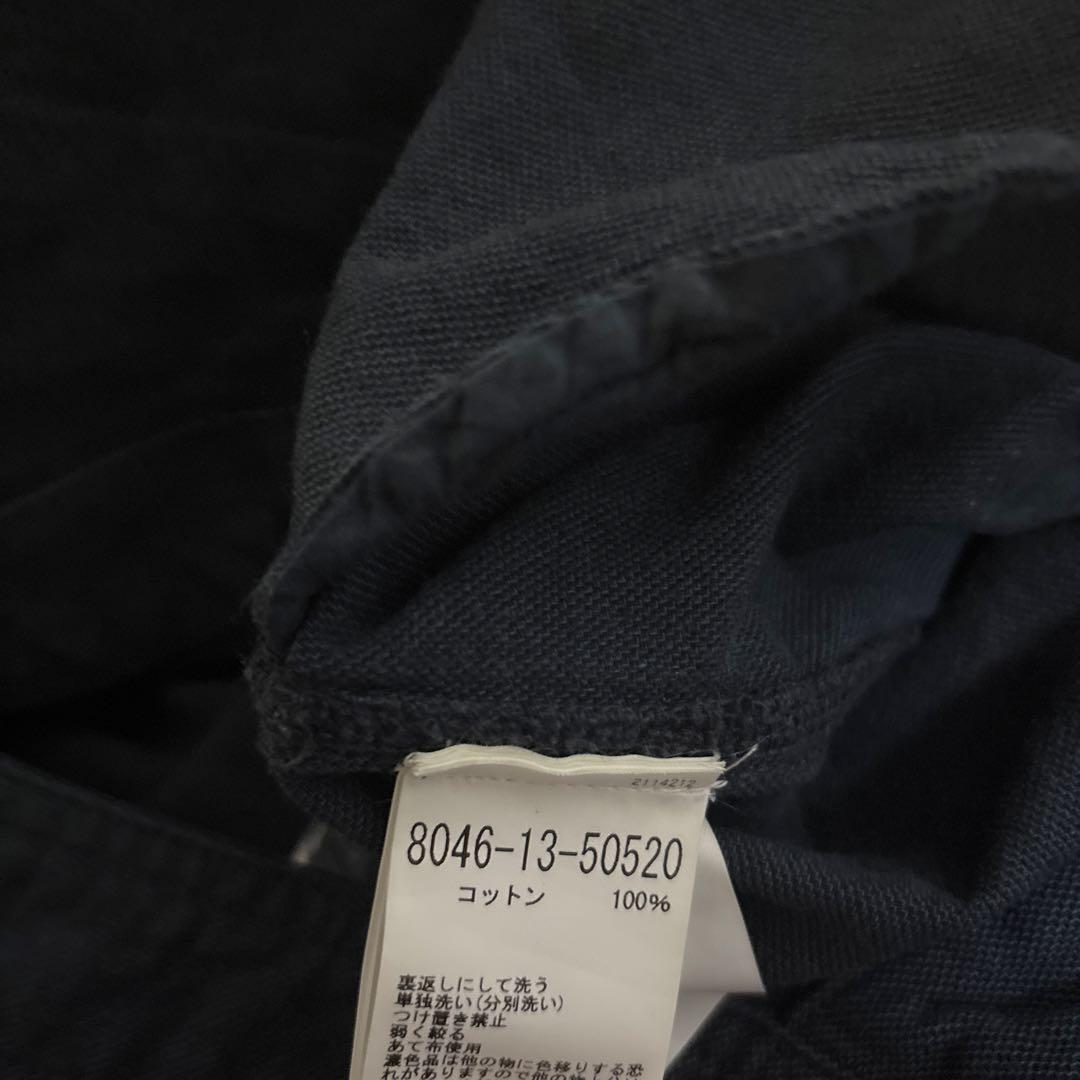 2114212
8046-13-50520
コットン 100%
裏返しにして洗う
単独洗い(分別洗い)
つけ置き禁止
弱く絞る
あて布使用
濃色品は他の物に色移りする恐
れがありますので他の物